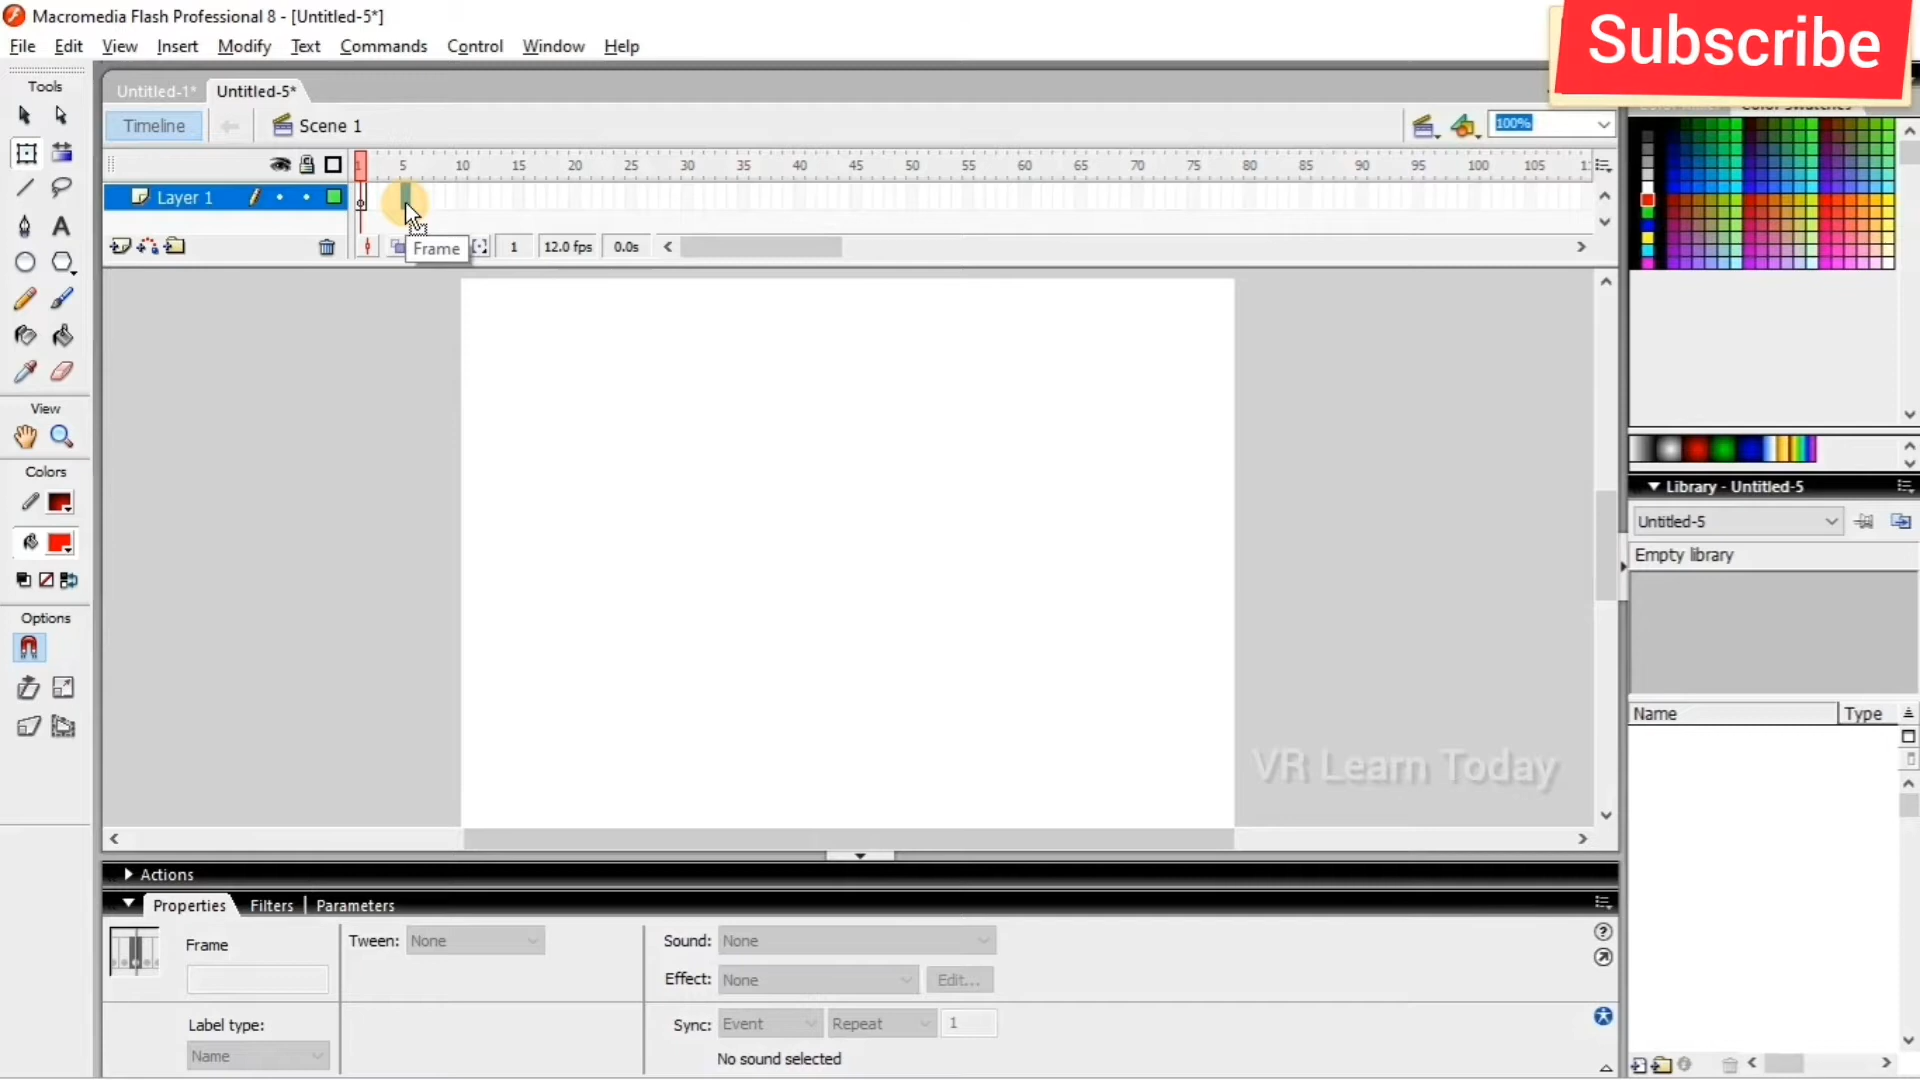 Macromedia Flash Professional 8 - [Untitled-5*]
Subscribe
File Edit View Insert Modify Text Commands Control Window Help
Tools
Untitled-1* Untitled-5*
Timeline Scene 1 100%
1 5 10 15 20 25 30 35 40 45 50 55 60 65 70 75 80 85 90 95 100 105
Layer 1
Frame 1 12.0 fps 0.0s
View
Colors
Library - Untitled-5
Untitled-5
Empty library
Options
Name Type
VR Learn Today
Actions
Properties Filters Parameters
Frame Tween: None Sound: None
Effect: None Edit...
Label type: Sync: Event Repeat 1
Name No sound selected